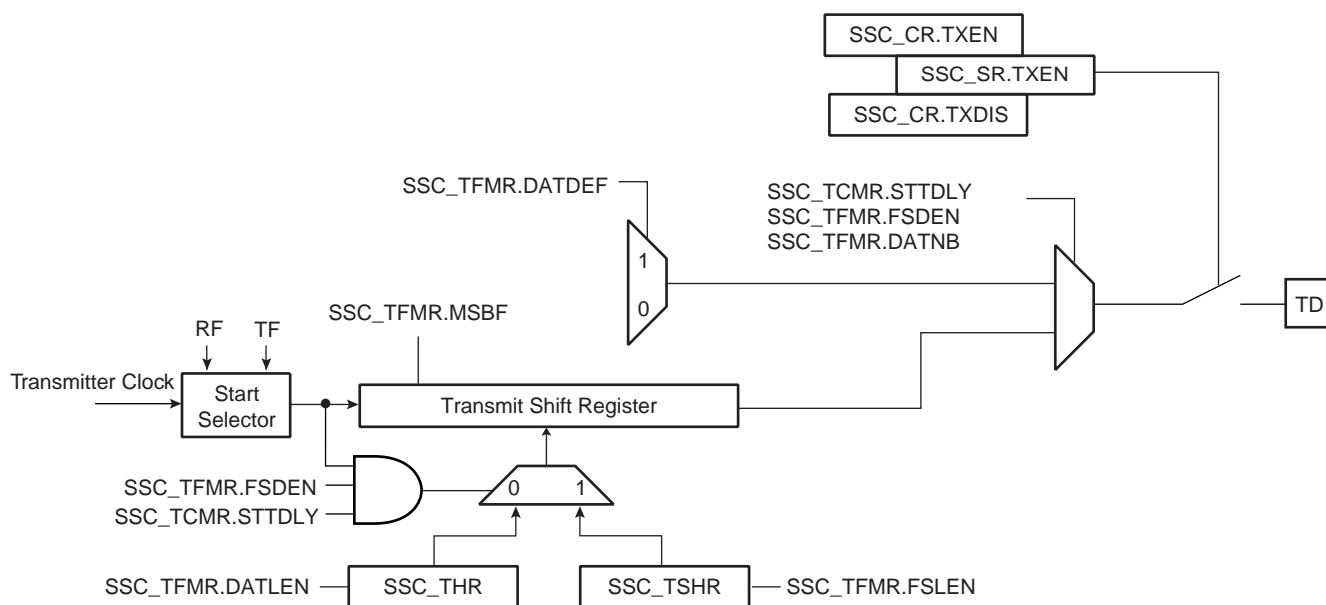 SSC_CR.TXEN
SSC_SR.TXEN
SSC_CR.TXDIS
SSC_TFMR.DATDEF
SSC_TCMR.STTDLY
SSC_TFMR.FSDEN
SSC_TFMR.DATNB
1
0
TD
SSC_TFMR.MSBF
RF
TF
Transmitter Clock
Start
Selector
Transmit Shift Register
SSC_TFMR.FSDEN
SSC_TCMR.STTDLY
0
1
SSC_TFMR.DATLEN
SSC_THR
SSC_TSHR
SSC_TFMR.FSLEN